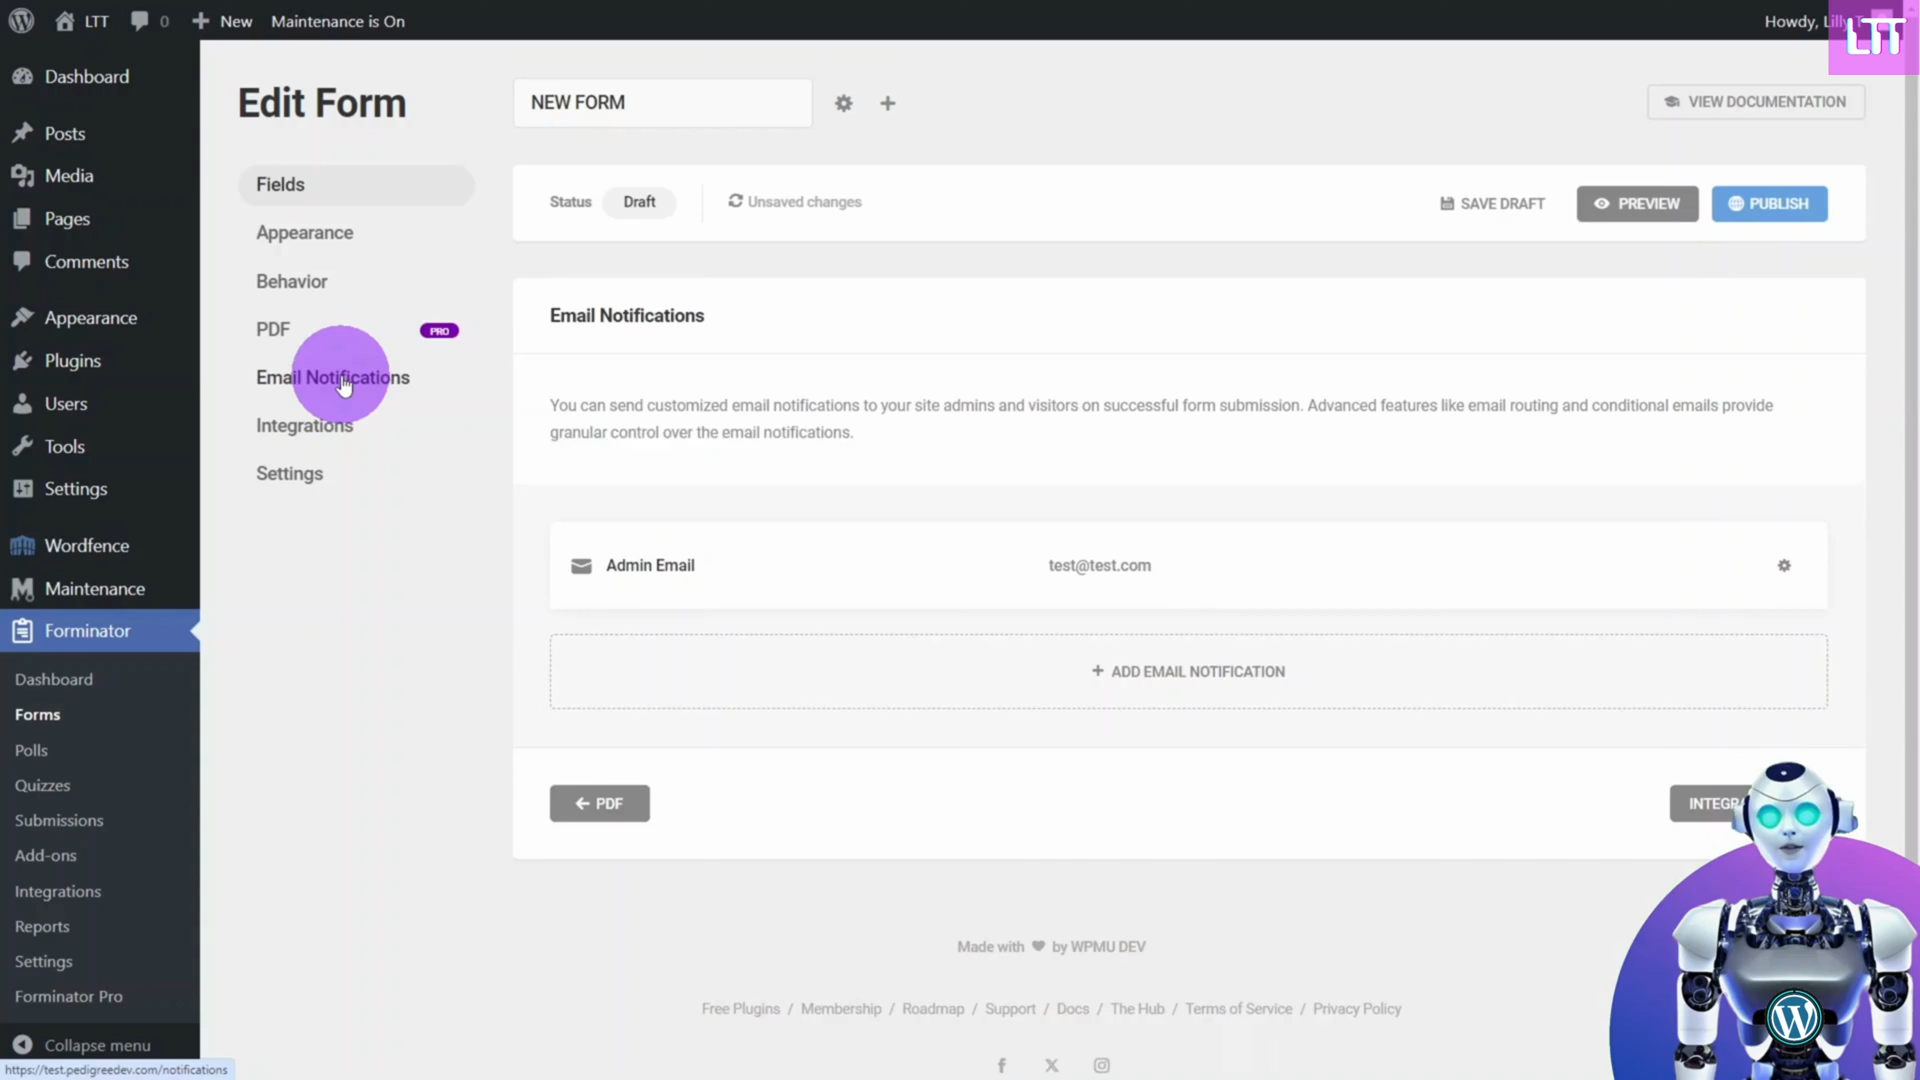 LTT
0
New
Maintenance is On
Howdy, Lilly T
LTT
Dashboard
Posts
Media
Pages
Comments
Appearance
Plugins
Users
Tools
Settings
Wordfence
Maintenance
Forminator
Dashboard
Forms
Polls
Quizzes
Submissions
Add-ons
Integrations
Reports
Settings
Forminator Pro
Collapse menu
https://test.pedigreedev.com/notifications
Edit Form
NEW FORM
VIEW DOCUMENTATION
Fields
Appearance
Behavior
PDF
PRO
Email Notifications
Integrations
Settings
Status
Draft
Unsaved changes
SAVE DRAFT
PREVIEW
PUBLISH
Email Notifications
You can send customized email notifications to your site admins and visitors on successful form submission. Advanced features like email routing and conditional emails provide
granular control over the email notifications.
Admin Email
test@test.com
+ ADD EMAIL NOTIFICATION
← PDF
INTEGR
Made with ♥ by WPMU DEV
Free Plugins / Membership / Roadmap / Support / Docs / The Hub / Terms of Service / Privacy Policy